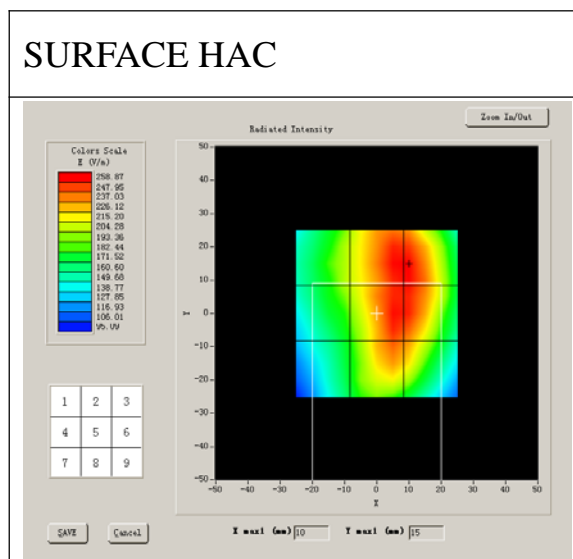 SURFACE HAC
Zoom In/Out
Radiated Intensity
Colors Scale
E (V/m)
258.87
247.95
237.03
226.12
215.20
204.28
193.36
182.44
171.52
160.60
149.68
138.77
127.85
116.93
106.01
95.09
50
40
30
20
10
0
-10
-20
-30
-40
-50
Y
-50 -40 -30 -20 -10 0 10 20 30 40 50
X
1 2 3
4 5 6
7 8 9
SAVE Cancel
X max1 (mm) 10 Y max1 (mm) 15